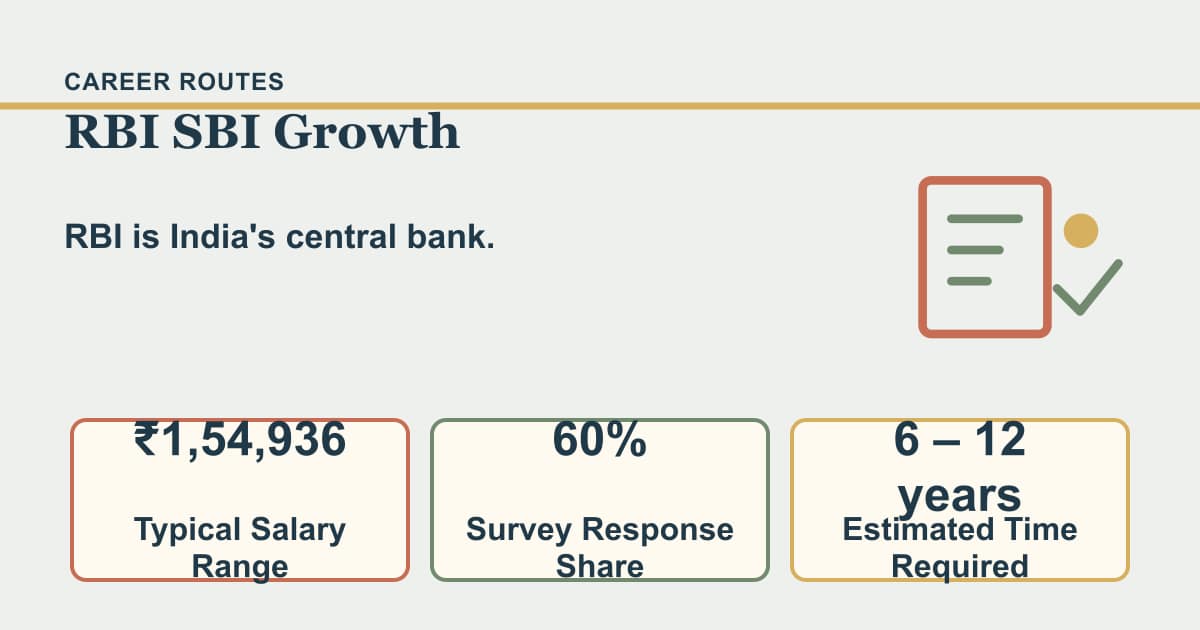 CAREER ROUTES
RBI SBI Growth
RBI is India's central bank.
₹1,54,936
Typical Salary
Range
60%
Survey Response
Share
6 – 12
years
Estimated Time
Required